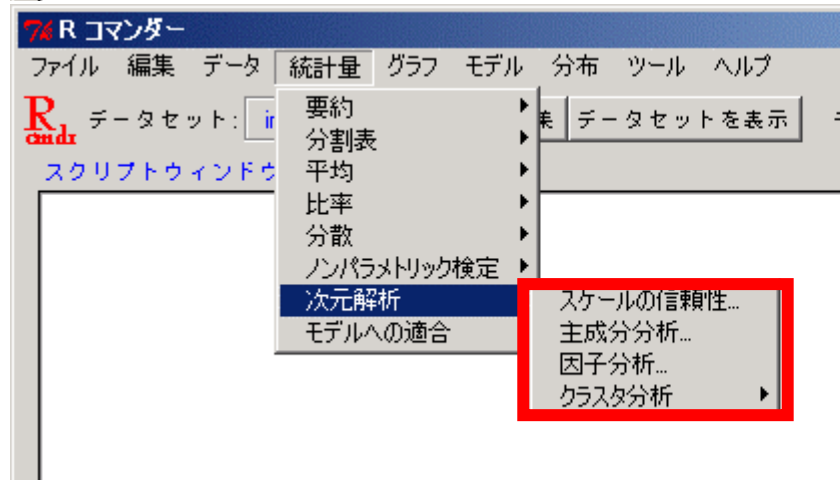 R コマンダー
ファイル 編集 データ 統計量 グラフ モデル 分布 ツール ヘルプ
R cmdr データセット: データセットを表示
スクリプトウィンドウ
要約
分割表
平均
比率
分散
ノンパラメトリック検定
次元解析
モデルへの適合
スケールの信頼性...
主成分分析...
因子分析...
クラスタ分析